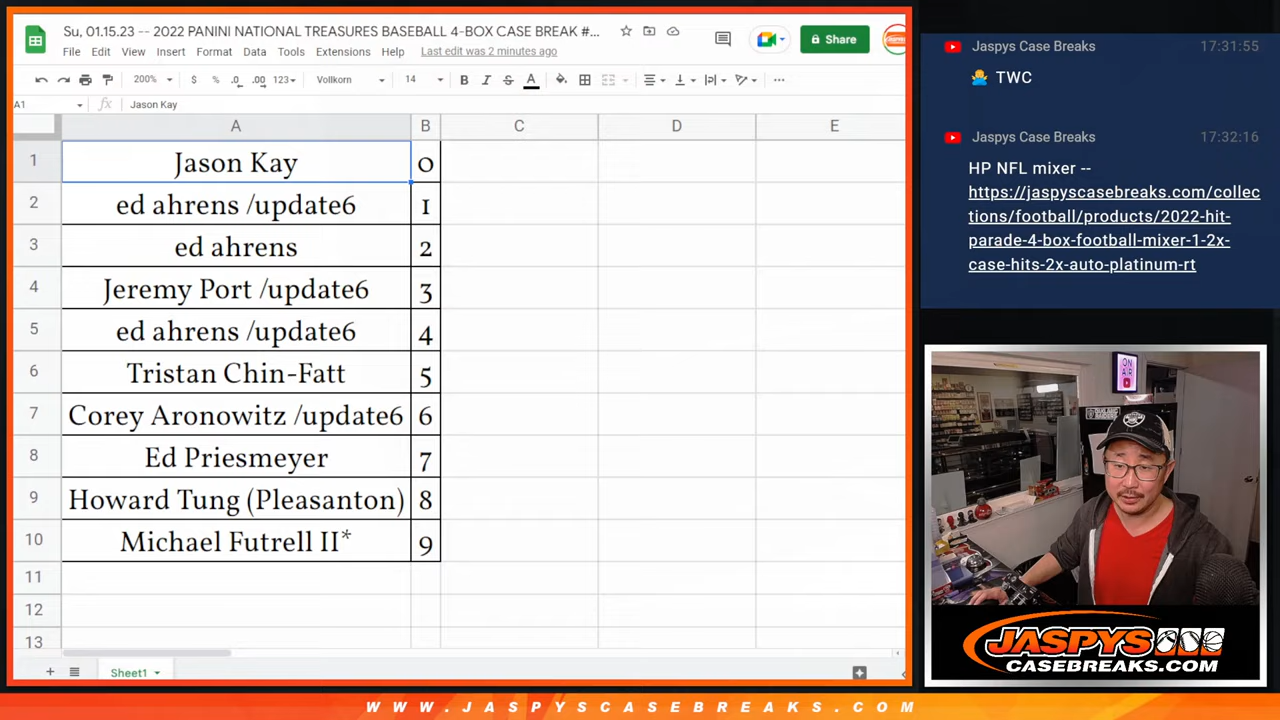 Su, 01.15.23 -- 2022 PANINI NATIONAL TREASURES BASEBALL 4-BOX CASE BREAK #...
Share
File Edit View Insert Format Data Tools Extensions Help Last edit was 2 minutes ago
200% $ % .0 .00 123 Vollkorn 14 B I S A
A1 fx Jason Kay
A B C D E
1 Jason Kay 0
2 ed ahrens /update6 1
3 ed ahrens 2
4 Jeremy Port /update6 3
5 ed ahrens /update6 4
6 Tristan Chin-Fatt 5
7 Corey Aronowitz /update6 6
8 Ed Priesmeyer 7
9 Howard Tung (Pleasanton) 8
10 Michael Futrell II* 9
11
12
13
Sheet1
Jaspys Case Breaks 17:31:55
TWC
Jaspys Case Breaks 17:32:16
HP NFL mixer --
https://jaspyscasebreaks.com/collec
tions/football/products/2022-hit-
parade-4-box-football-mixer-1-2x-
case-hits-2x-auto-platinum-rt
ON
AIR
JASPYS
CASEBREAKS.COM
WWW.JASPYSCASEBREAKS.COM